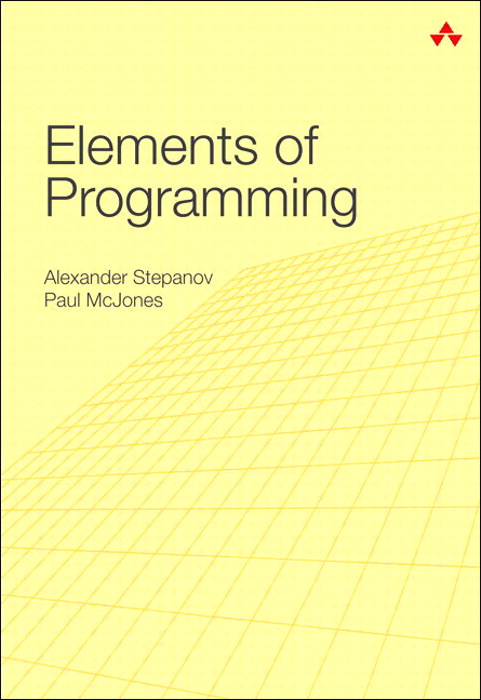 Elements of
Programming
Alexander Stepanov
Paul McJones